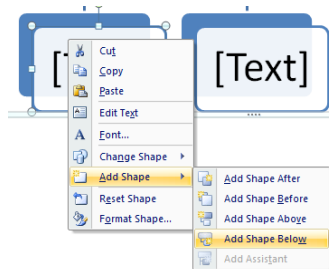 [T
[Text]
Cut
Copy
Paste
Edit Text
Font...
Change Shape
Add Shape
Reset Shape
Format Shape...
Add Shape After
Add Shape Before
Add Shape Above
Add Shape Below
Add Assistant